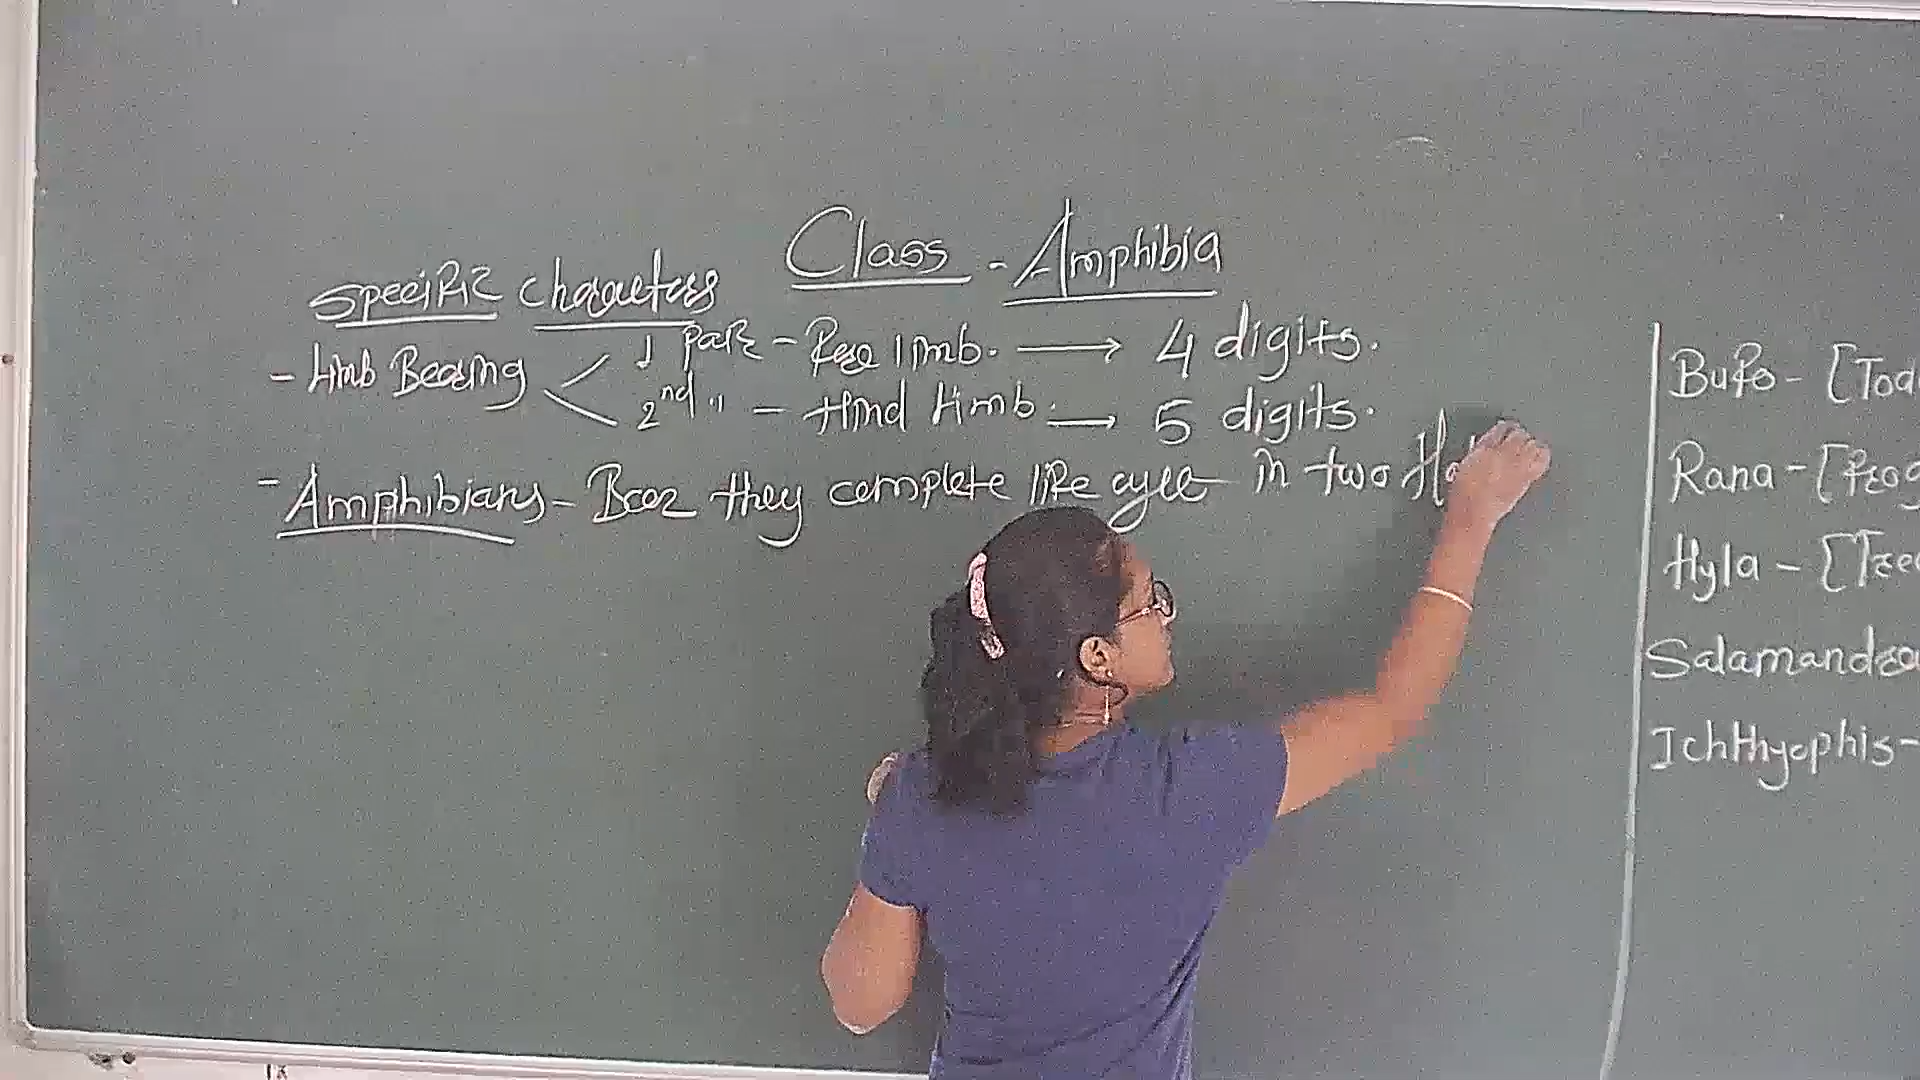 Class - Amphibia
Specific characters
- Limb Bearing
1 pair - Fore limb. → 4 digits.
2nd " - Hind limb. → 5 digits.
- Amphibians - Bcoz they complete life cycle in two
Bufo - [Toa
Rana - [Frog
Hyla - [Tree
Salamandra
Ichthyophis -